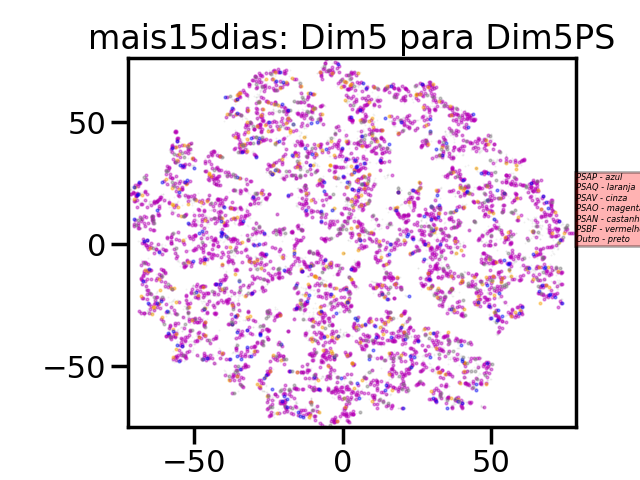 mais15dias: Dim5 para Dim5PS
50
0
−50
−50
0
50
PSAP - azul
PSAQ - laranja
PSAV - cinza
PSAO - magenta
PSAN - castanh
PSBF - vermelh
Outro - preto